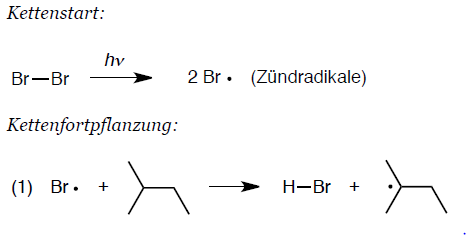 Kettenstart:
hν
Br—Br 2 Br • (Zündradikale)
Kettenfortpflanzung:
(1) Br • + H—Br + •